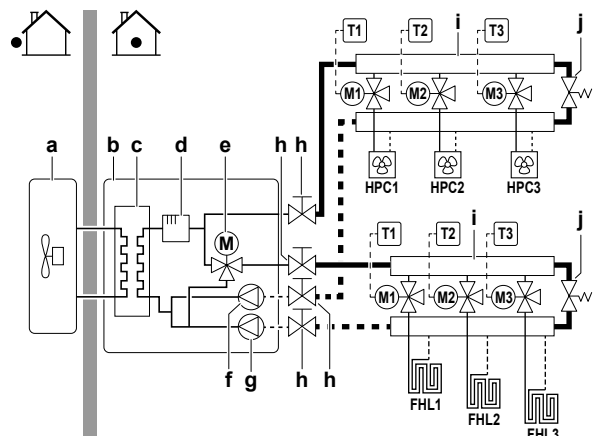 T1 T2 T3 i j
M1 M2 M3
a b c d e h h
HPC1 HPC2 HPC3
M
T1 T2 T3 i j
h
M1 M2 M3
f g h h
FHL1 FHL2 FHL3